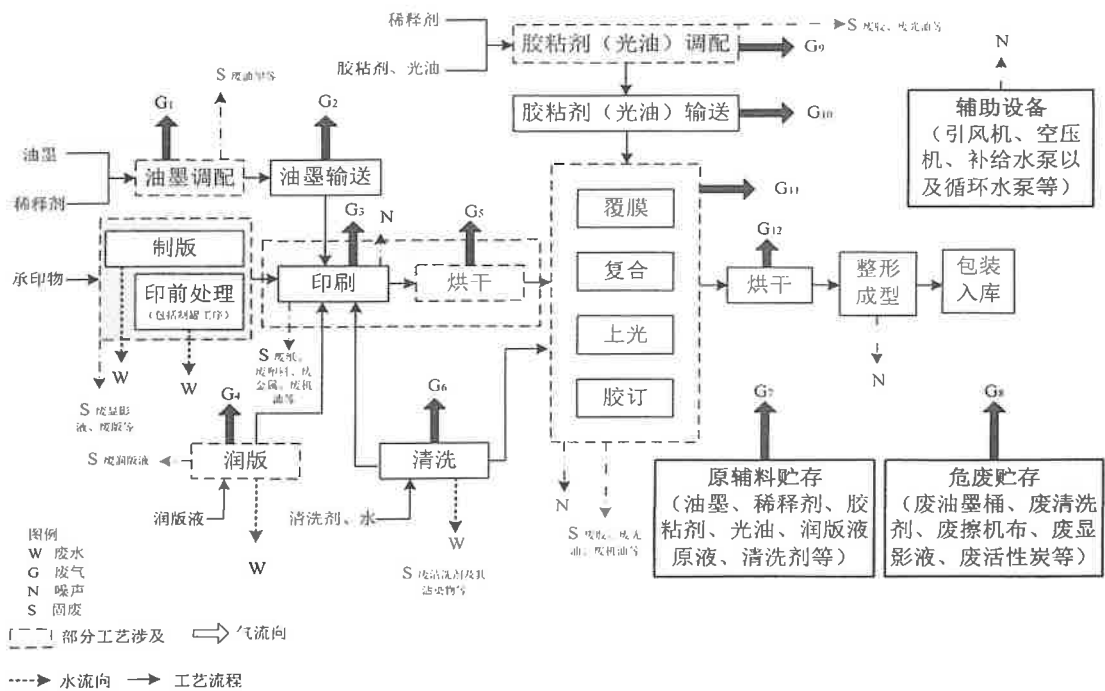 稀释剂
胶粘剂、光油
胶粘剂（光油）调配
S 废胶、废光油等
G9
胶粘剂（光油）输送
G10
N
辅助设备
（引风机、空压
机、补给水泵以
及循环水泵等）
S 废油墨等
G1
G2
油墨
稀释剂
油墨调配
油墨输送
承印物
制版
印前处理
（包括制超工序）
W
W
S 废显影
液、废版等
G3
N
G5
印刷
烘干
S 废纸、
废塑料、废
金属、废机
油等
G11
覆膜
复合
上光
胶订
G12
烘干
整形
成型
包装
入库
N
G4
S 废润版液
润版
润版液
W
G6
清洗
清洗剂、水
W
S 废清洗剂及其
沾染物等
N
S 废胶、废光
油、废机油等
G7
原辅料贮存
（油墨、稀释剂、胶
粘剂、光油、润版液
原液、清洗剂等）
G8
危废贮存
（废油墨桶、废清洗
剂、废擦机布、废显
影液、废活性炭等）
图例
W 废水
G 废气
N 噪声
S 固废
部分工艺涉及
气流向
水流向
工艺流程